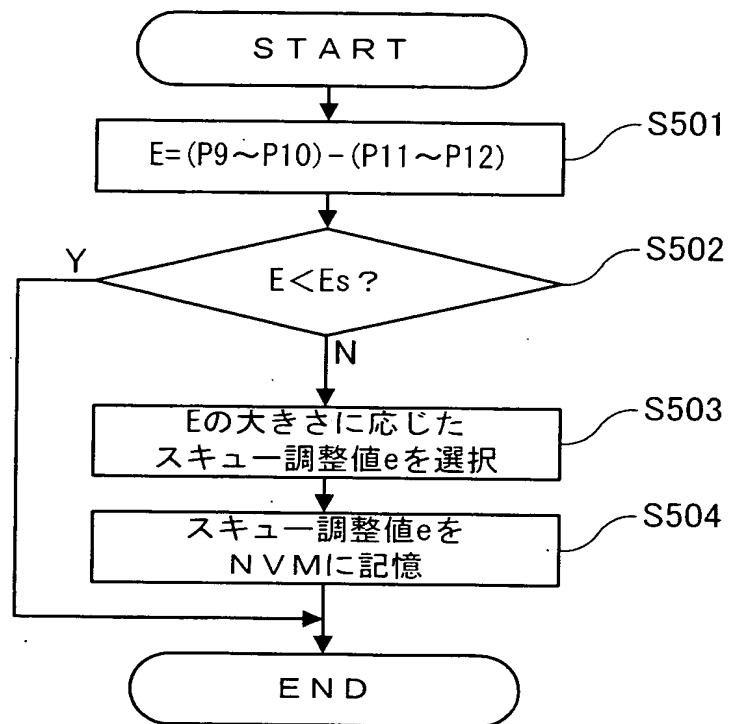 START
E=(P9～P10)-(P11～P12)
S501
E<Es?
S502
Y
N
Eの大きさに応じた
スキュー調整値eを選択
S503
スキュー調整値eを
NVMに記憶
S504
END